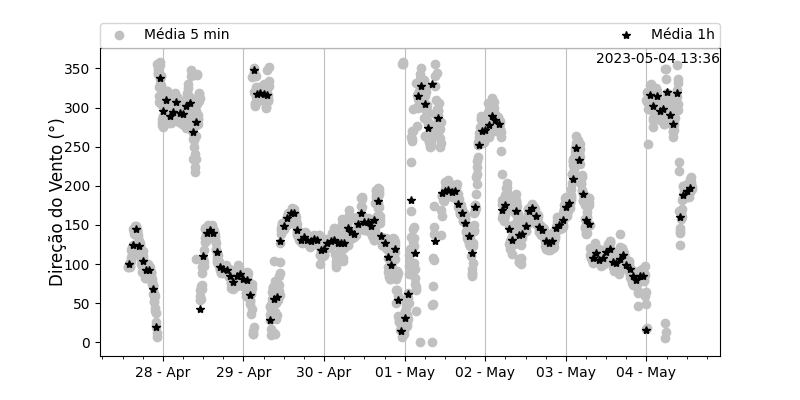 Média 5 min
Média 1h
2023-05-04 13:36
Direção do Vento (°)
350
300
250
200
150
100
50
0
28 - Apr
29 - Apr
30 - Apr
01 - May
02 - May
03 - May
04 - May